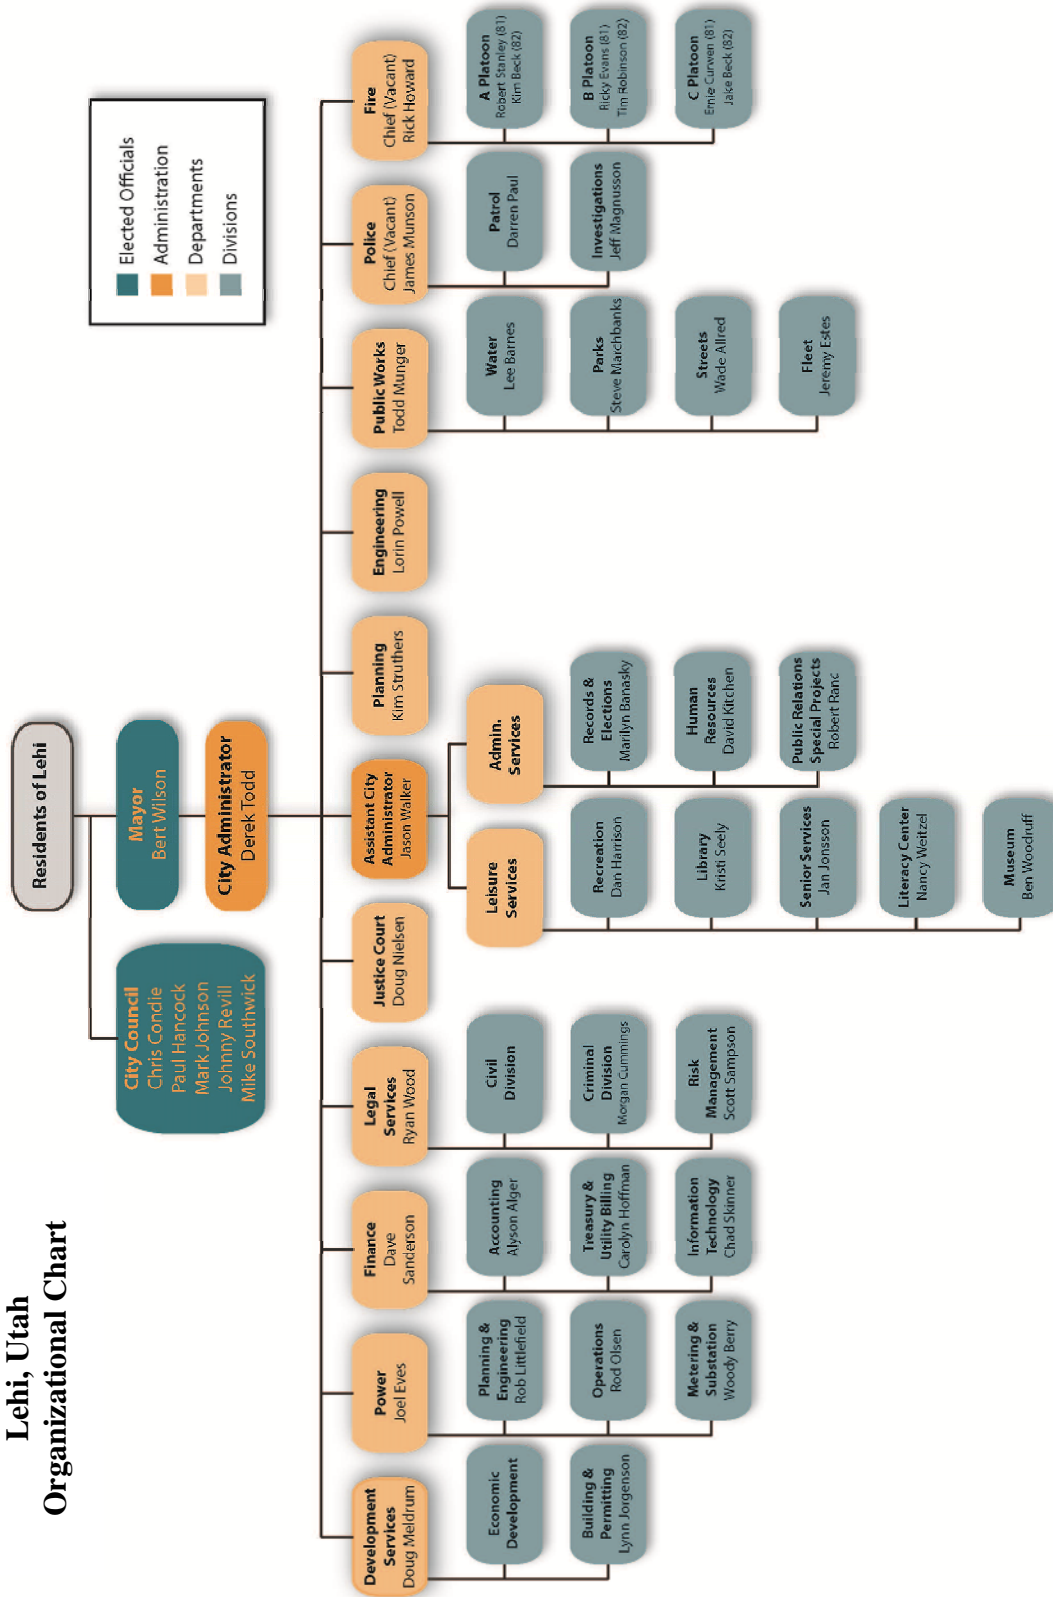 Lehi, Utah
Organizational Chart
Residents of Lehi
Elected Officials
Administration
Departments
Divisions
City Council
Chris Condie
Paul Hancock
Mark Johnson
Johnny Revill
Mike Southwick
Mayor
Bert Wilson
City Administrator
Derek Todd
Development
Services
Doug Meldrum
Power
Joel Eves
Finance
Dave
Sanderson
Legal
Services
Ryan Wood
Justice Court
Doug Nielsen
Assistant City
Administrator
Jason Walker
Planning
Kim Struthers
Engineering
Lorin Powell
Public Works
Todd Munger
Police
Chief (Vacant)
James Munson
Fire
Chief (Vacant)
Rick Howard
Economic
Development
Building &
Permitting
Lynn Jorgenson
Planning &
Engineering
Rob Littlefield
Operations
Rod Olsen
Metering &
Substation
Woody Berry
Accounting
Alyson Alger
Treasury &
Utility Billing
Carolyn Hoffman
Information
Technology
Chad Skinner
Civil
Division
Criminal
Division
Morgan Cummings
Risk
Management
Scott Sampson
Leisure
Services
Recreation
Dan Harrison
Library
Kristi Seely
Senior Services
Jan Jonsson
Literacy Center
Nancy Weitzel
Museum
Ben Woodruff
Admin.
Services
Records &
Elections
Marilyn Banasky
Human
Resources
David Kitchen
Public Relations
Special Projects
Robert Ranc
Water
Lee Barnes
Parks
Steve Marchbanks
Streets
Wade Allred
Fleet
Jeremy Estes
Patrol
Darren Paul
Investigations
Jeff Magnusson
A Platoon
Robert Stanley (81)
Kim Beck (82)
B Platoon
Ricky Evans (81)
Tim Robinson (82)
C Platoon
Ernie Curwen (81)
Jake Beck (82)